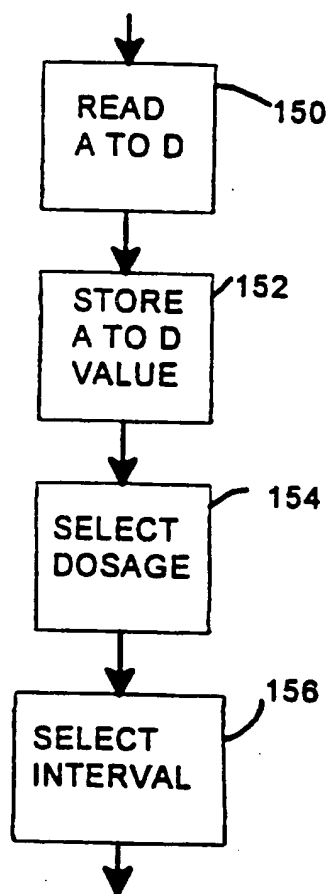 READ
A TO D
150
STORE
A TO D
VALUE
152
SELECT
DOSAGE
154
SELECT
INTERVAL
156